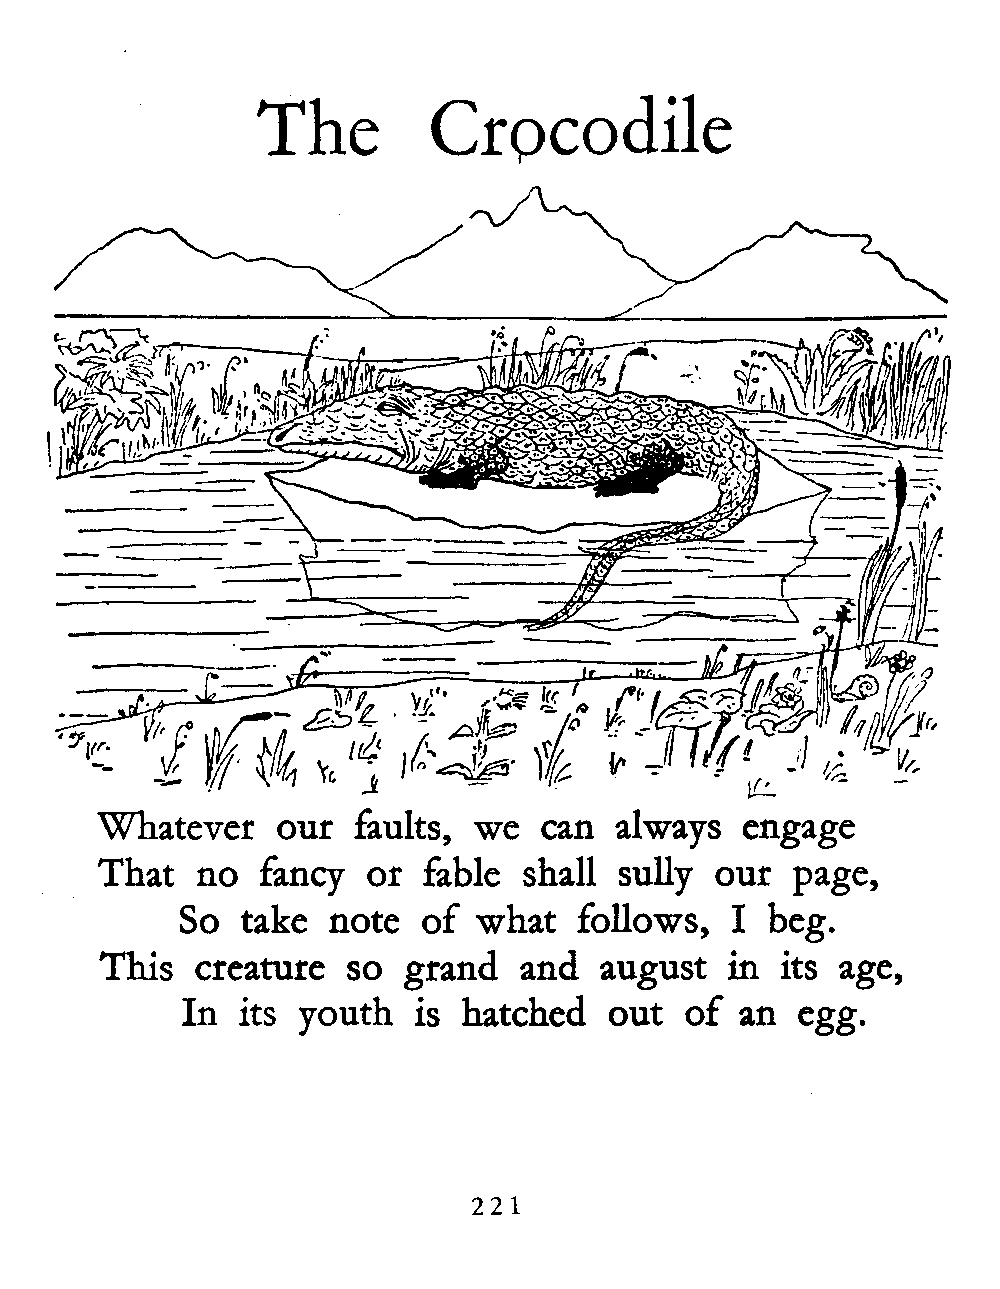 The Crocodile
Whatever our faults, we can always engage
That no fancy or fable shall sully our page,
So take note of what follows, I beg.
This creature so grand and august in its age,
In its youth is hatched out of an egg.
221